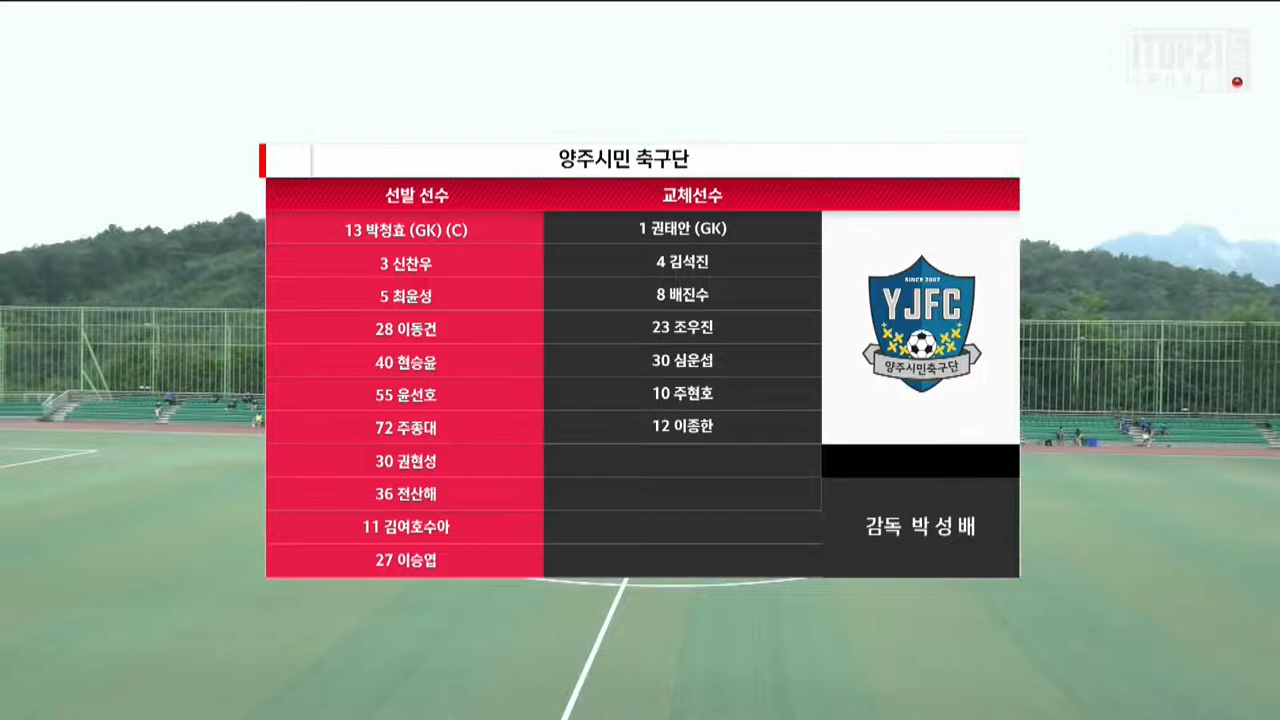 양주시민 축구단
선발 선수
교체선수
13 박청효 (GK) (C)
3 신찬우
5 최윤성
28 이동건
40 현승윤
55 윤선호
72 주종대
30 권현성
36 전산해
11 김여호수아
27 이승엽
1 권태안 (GK)
4 김석진
8 배진수
23 조우진
30 심운섭
10 주현호
12 이종한
SINCE 2007
YJFC
양주시민축구단
감독 박성배